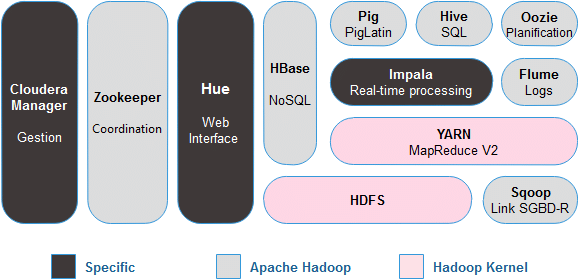 Cloudera
Manager
Gestion
Zookeeper
Coordination
Hue
Web
Interface
HBase
NoSQL
Pig
PigLatin
Hive
SQL
Oozie
Planification
Impala
Real-time processing
Flume
Logs
YARN
MapReduce V2
HDFS
Sqoop
Link SGBD-R
Specific
Apache Hadoop
Hadoop Kernel